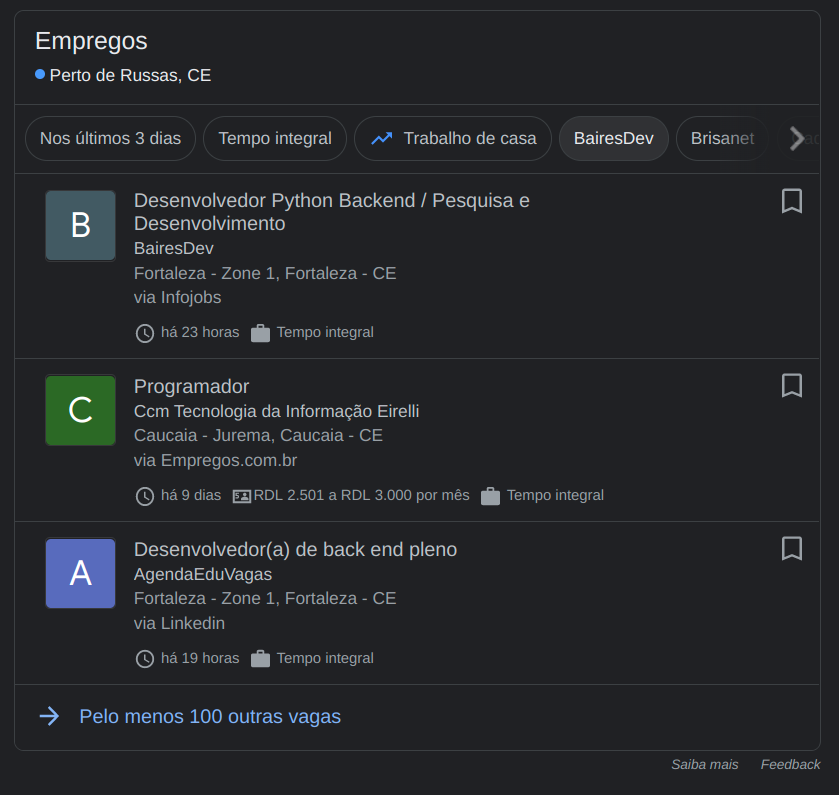 Empregos
Perto de Russas, CE
Nos últimos 3 dias Tempo integral Trabalho de casa BairesDev Brisanet
B
Desenvolvedor Python Backend / Pesquisa e
Desenvolvimento
BairesDev
Fortaleza - Zone 1, Fortaleza - CE
via Infojobs
há 23 horas Tempo integral
C
Programador
Ccm Tecnologia da Informação Eirelli
Caucaia - Jurema, Caucaia - CE
via Empregos.com.br
há 9 dias RDL 2.501 a RDL 3.000 por mês Tempo integral
A
Desenvolvedor(a) de back end pleno
AgendaEduVagas
Fortaleza - Zone 1, Fortaleza - CE
via Linkedin
há 19 horas Tempo integral
Pelo menos 100 outras vagas
Saiba mais Feedback